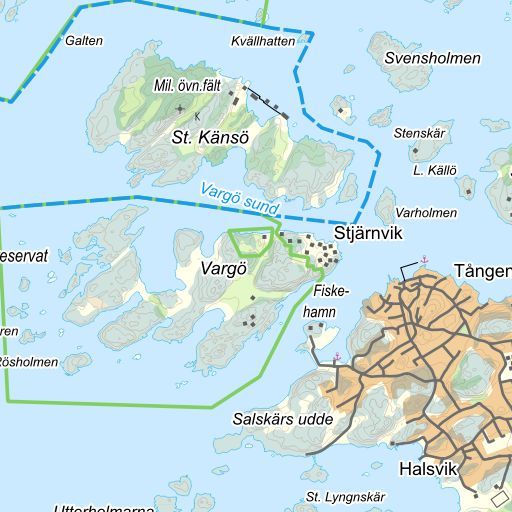 Galten
Kvällhatten
Svensholmen
Mil. övn.fält
K
St. Känsö
Stenskär
L. Källö
Vargö sund
Varholmen
Stjärnvik
eservat
Vargö
Tången
Fiske-
hamn
ren
Rösholmen
Salskärs udde
Halsvik
St. Lyngnskär
Utterholmarna